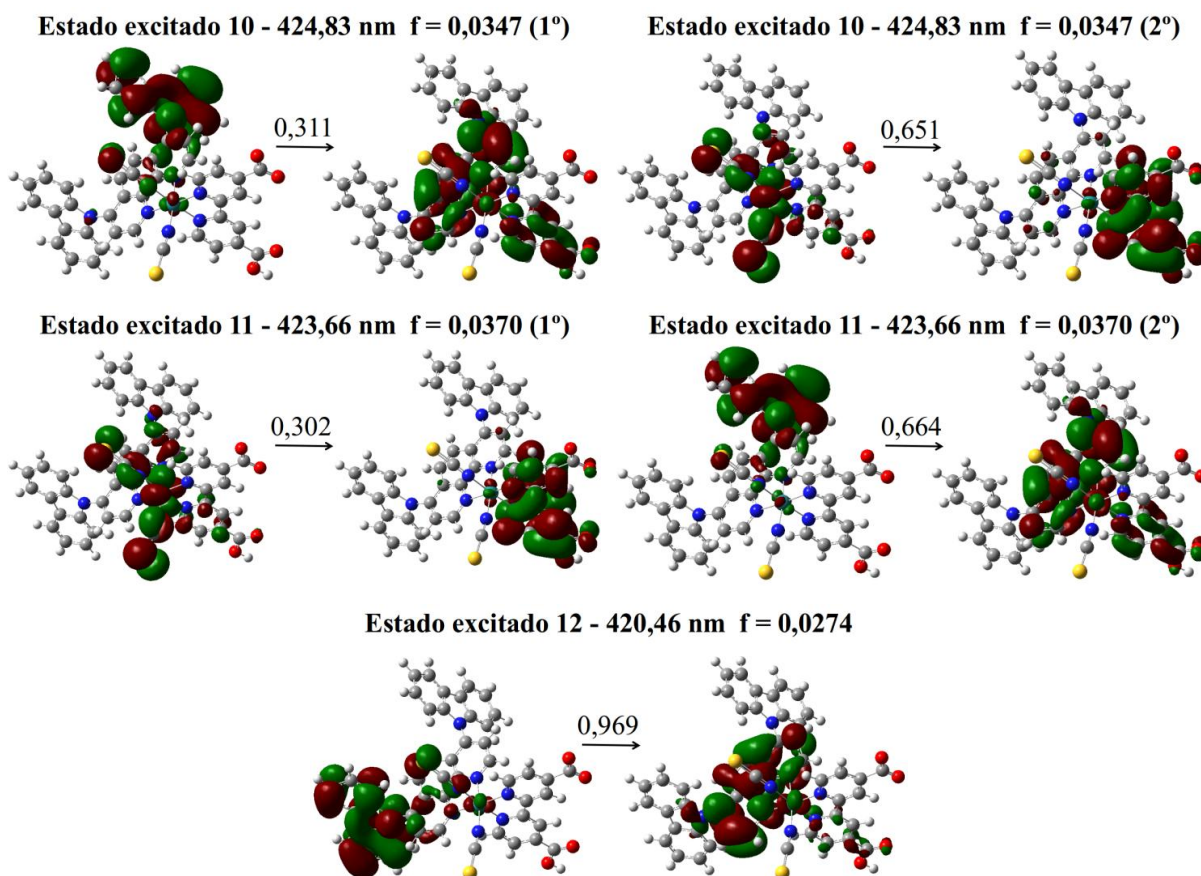 Estado excitado 10 - 424,83 nm f = 0,0347 (1º)
Estado excitado 10 - 424,83 nm f = 0,0347 (2º)
0,311
0,651
Estado excitado 11 - 423,66 nm f = 0,0370 (1º)
Estado excitado 11 - 423,66 nm f = 0,0370 (2º)
0,302
0,664
Estado excitado 12 - 420,46 nm f = 0,0274
0,969